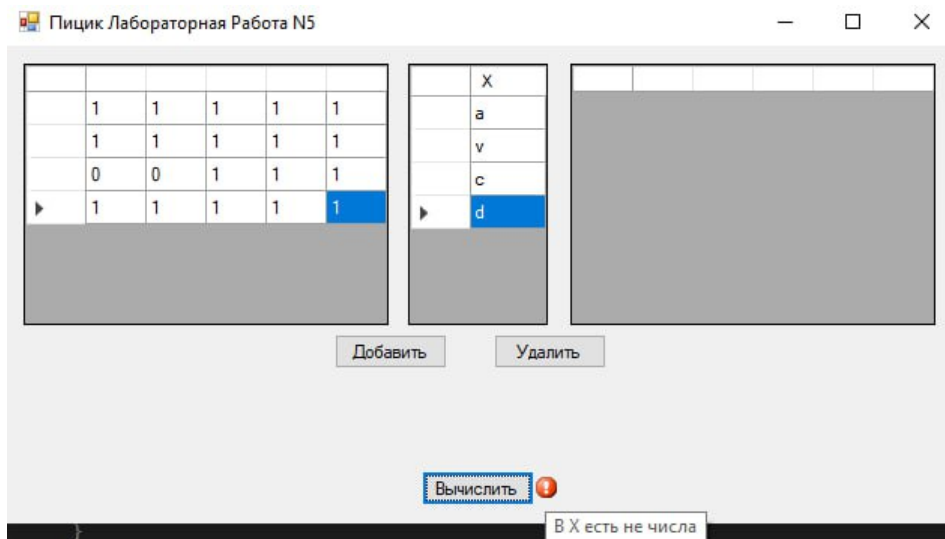 Пицик Лабораторная Работа N5
X
1 1 1 1 1
a
1 1 1 1 1
v
0 0 1 1 1
c
1 1 1 1 1
d
Добавить
Удалить
Вычислить
В X есть не числа
}